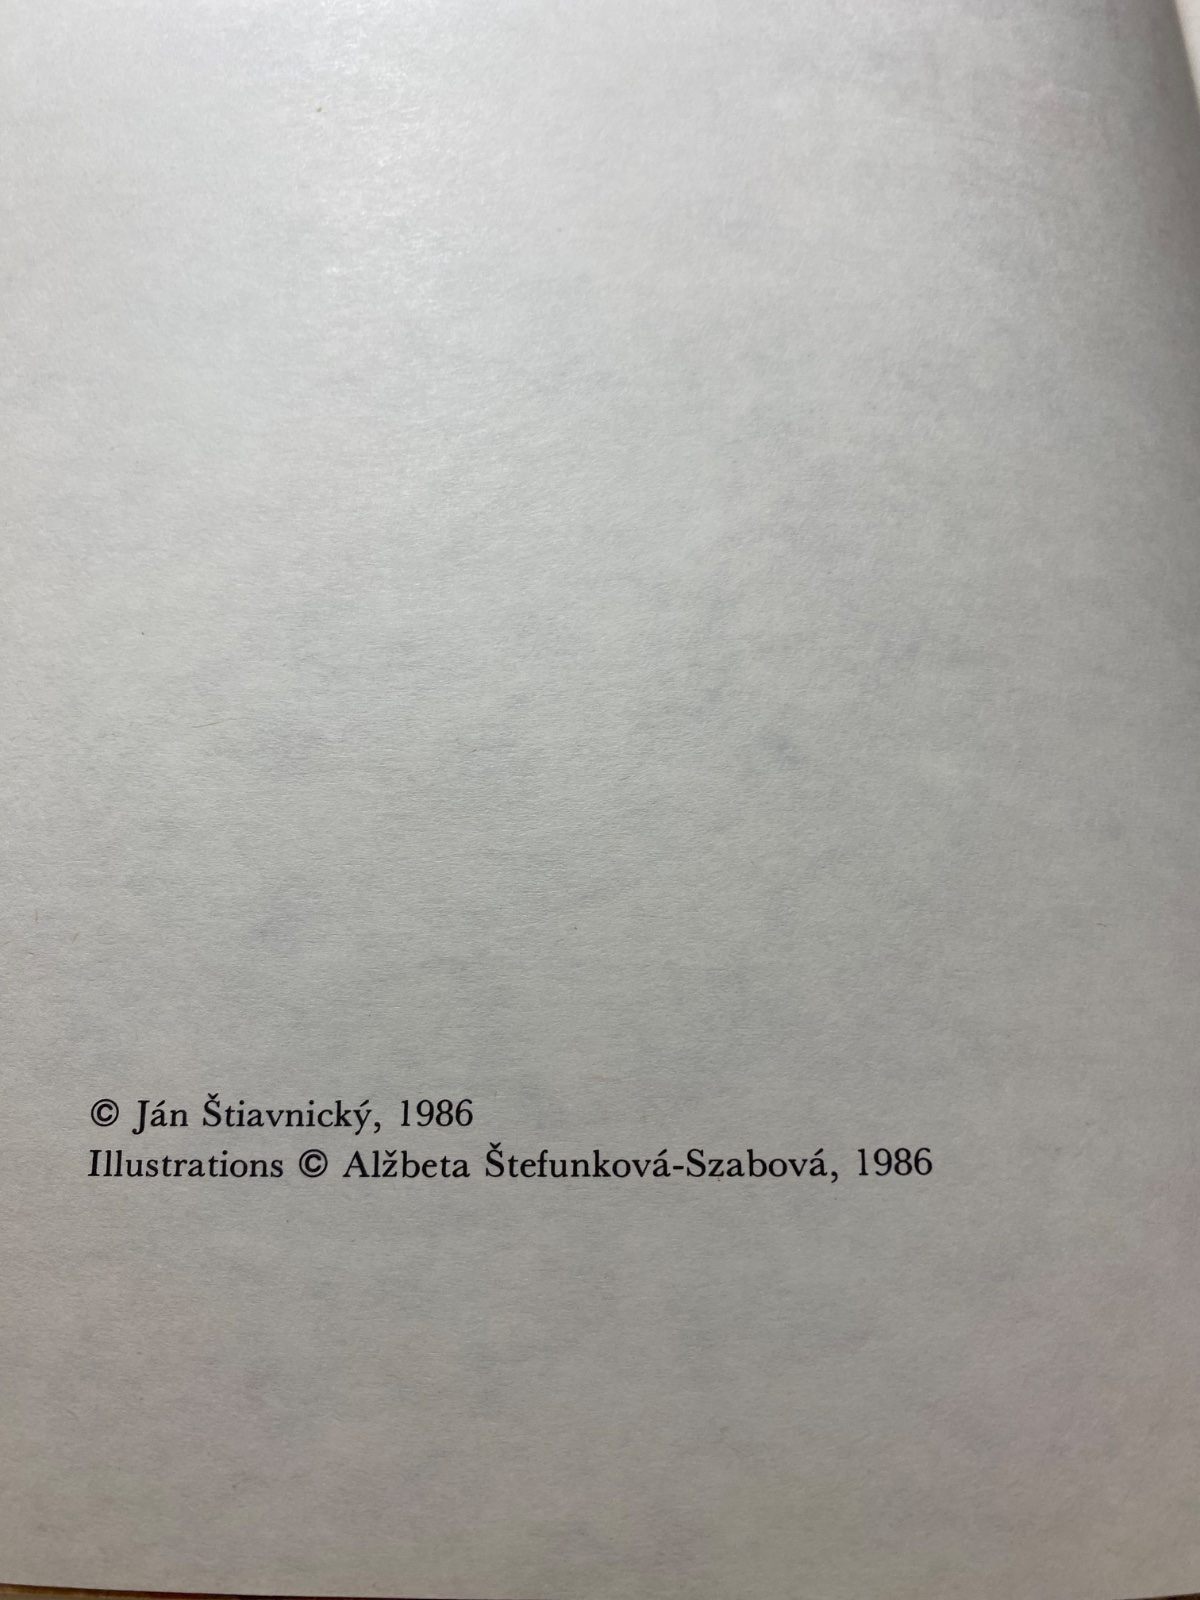 © Ján Štiavnický, 1986
Illustrations © Alžbeta Štefunková-Szabová, 1986